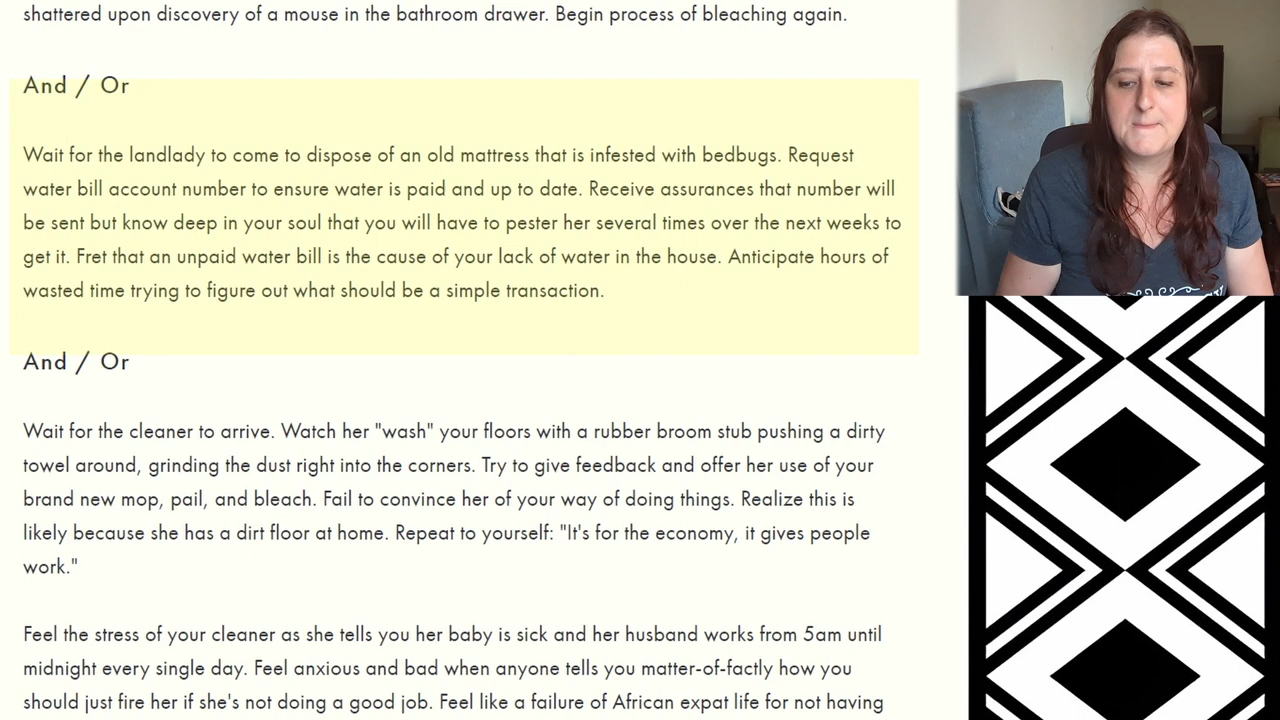 shattered upon discovery of a mouse in the bathroom drawer. Begin process of bleaching again.
And / Or
Wait for the landlady to come to dispose of an old mattress that is infested with bedbugs. Request
water bill account number to ensure water is paid and up to date. Receive assurances that number will
be sent but know deep in your soul that you will have to pester her several times over the next weeks to
get it. Fret that an unpaid water bill is the cause of your lack of water in the house. Anticipate hours of
wasted time trying to figure out what should be a simple transaction.
And / Or
Wait for the cleaner to arrive. Watch her "wash" your floors with a rubber broom stub pushing a dirty
towel around, grinding the dust right into the corners. Try to give feedback and offer her use of your
brand new mop, pail, and bleach. Fail to convince her of your way of doing things. Realize this is
likely because she has a dirt floor at home. Repeat to yourself: "It's for the economy, it gives people
work."
Feel the stress of your cleaner as she tells you her baby is sick and her husband works from 5am until
midnight every single day. Feel anxious and bad when anyone tells you matter-of-factly how you
should just fire her if she's not doing a good job. Feel like a failure of African expat life for not having